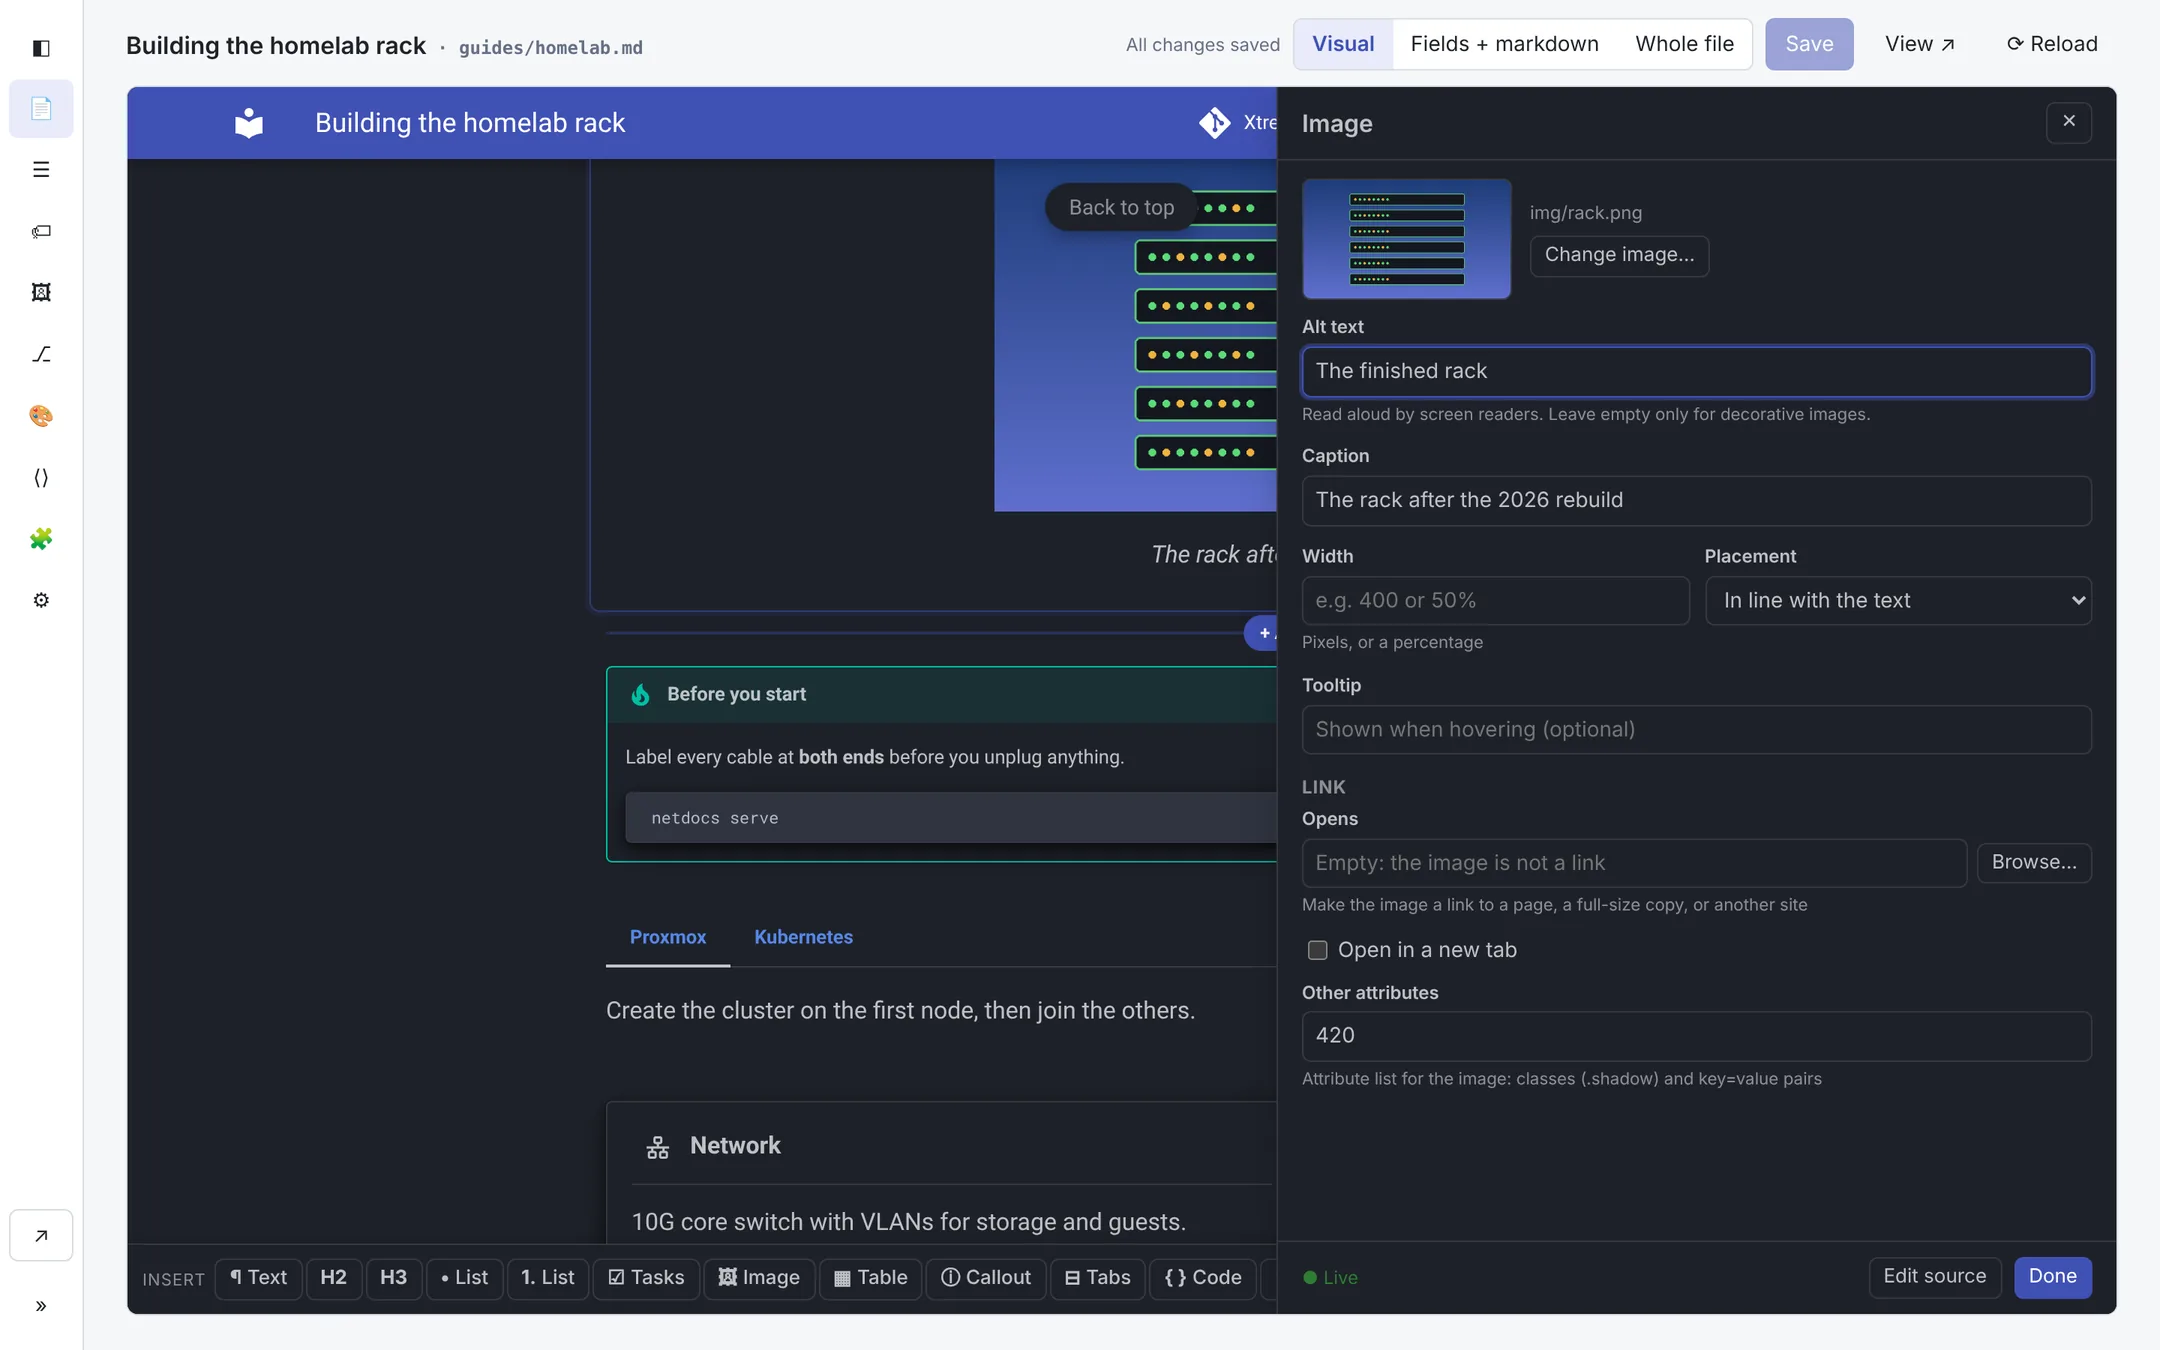 Building the homelab rack · guides/homelab.md
All changes saved
Visual
Fields + markdown
Whole file
Save
View ↗
⟳ Reload
Building the homelab rack
Xtre
Back to top
The rack afte
+
Before you start
Label every cable at both ends before you unplug anything.
netdocs serve
Proxmox
Kubernetes
Create the cluster on the first node, then join the others.
Network
10G core switch with VLANs for storage and guests.
INSERT
¶ Text
H2
H3
• List
1. List
☑ Tasks
Image
Table
ⓘ Callout
Tabs
{ } Code
Image
×
img/rack.png
Change image...
Alt text
The finished rack
Read aloud by screen readers. Leave empty only for decorative images.
Caption
The rack after the 2026 rebuild
Width
Placement
e.g. 400 or 50%
In line with the text
Pixels, or a percentage
Tooltip
Shown when hovering (optional)
LINK
Opens
Empty: the image is not a link
Browse...
Make the image a link to a page, a full-size copy, or another site
Open in a new tab
Other attributes
420
Attribute list for the image: classes (.shadow) and key=value pairs
Live
Edit source
Done